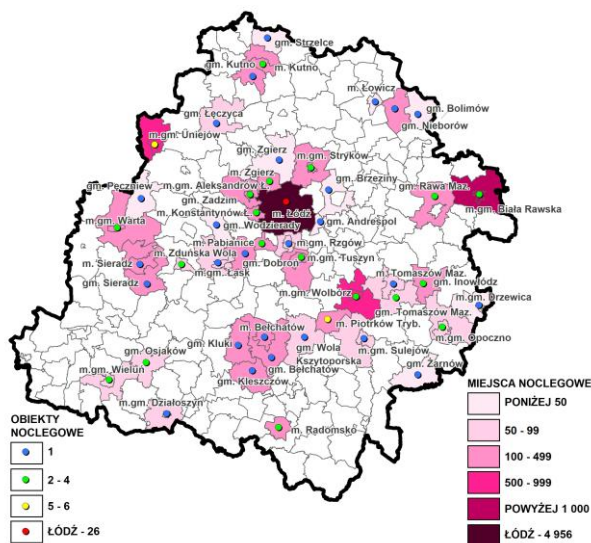 gm. Strzelce
gm. Kutno
m. Kutno
m. Łowicz
gm. Bolimów
gm. Łęczyca
gm. Nieborów
m.gm. Uniejów
gm. Zgierz
m.gm. Stryków
m. Zgierz
gm. Pęczniew
m.gm. Aleksandrów Ł.
gm. Brzeziny
gm. Rawa Maz.
gm. Zadzim
m.gm. Biała Rawska
m.gm. Warta
m. Konstantynów Ł.
m. Łódź
gm. Wodzierady
gm. Andrespol
m. Pabianice
m.gm. Rzgów
m. Zduńska Wola
m. Sieradz
gm. Dobroń
m.gm. Tuszyn
m. Tomaszów Maz.
m.gm. Łask
gm. Inowłódz
gm. Sieradz
m.gm. Wolbórz
m.gm. Drzewica
gm. Tomaszów Maz.
m. Bełchatów
m. Piotrków Tryb.
gm. Kluki
m.gm. Opoczno
gm. Osjaków
gm. Wola
m.gm. Sulejów
Krzytoporska
m.gm. Wieluń
gm. Bełchatów
gm. Żarnów
gm. Kleszczów
m.gm. Działoszyn
m. Radomsko
OBIEKTY
NOCLEGOWE
1
2 - 4
5 - 6
ŁÓDŹ - 26
MIEJSCA NOCLEGOWE
PONIŻEJ 50
50 - 99
100 - 499
500 - 999
POWYŻEJ 1 000
ŁÓDŹ - 4 956